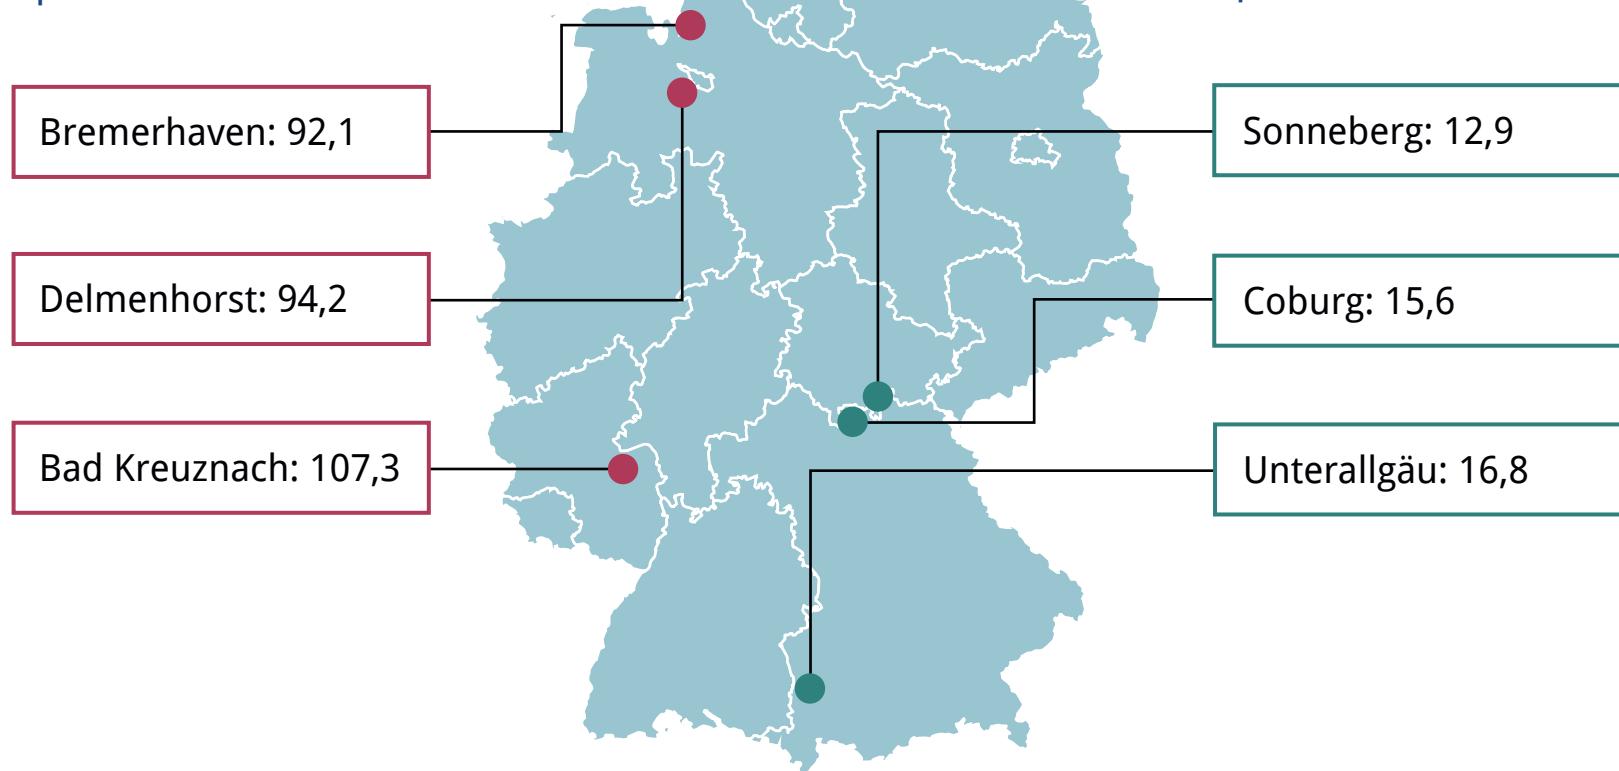 Bremerhaven: 92,1
Delmenhorst: 94,2
Bad Kreuznach: 107,3
Sonneberg: 12,9
Coburg: 15,6
Unterallgäu: 16,8